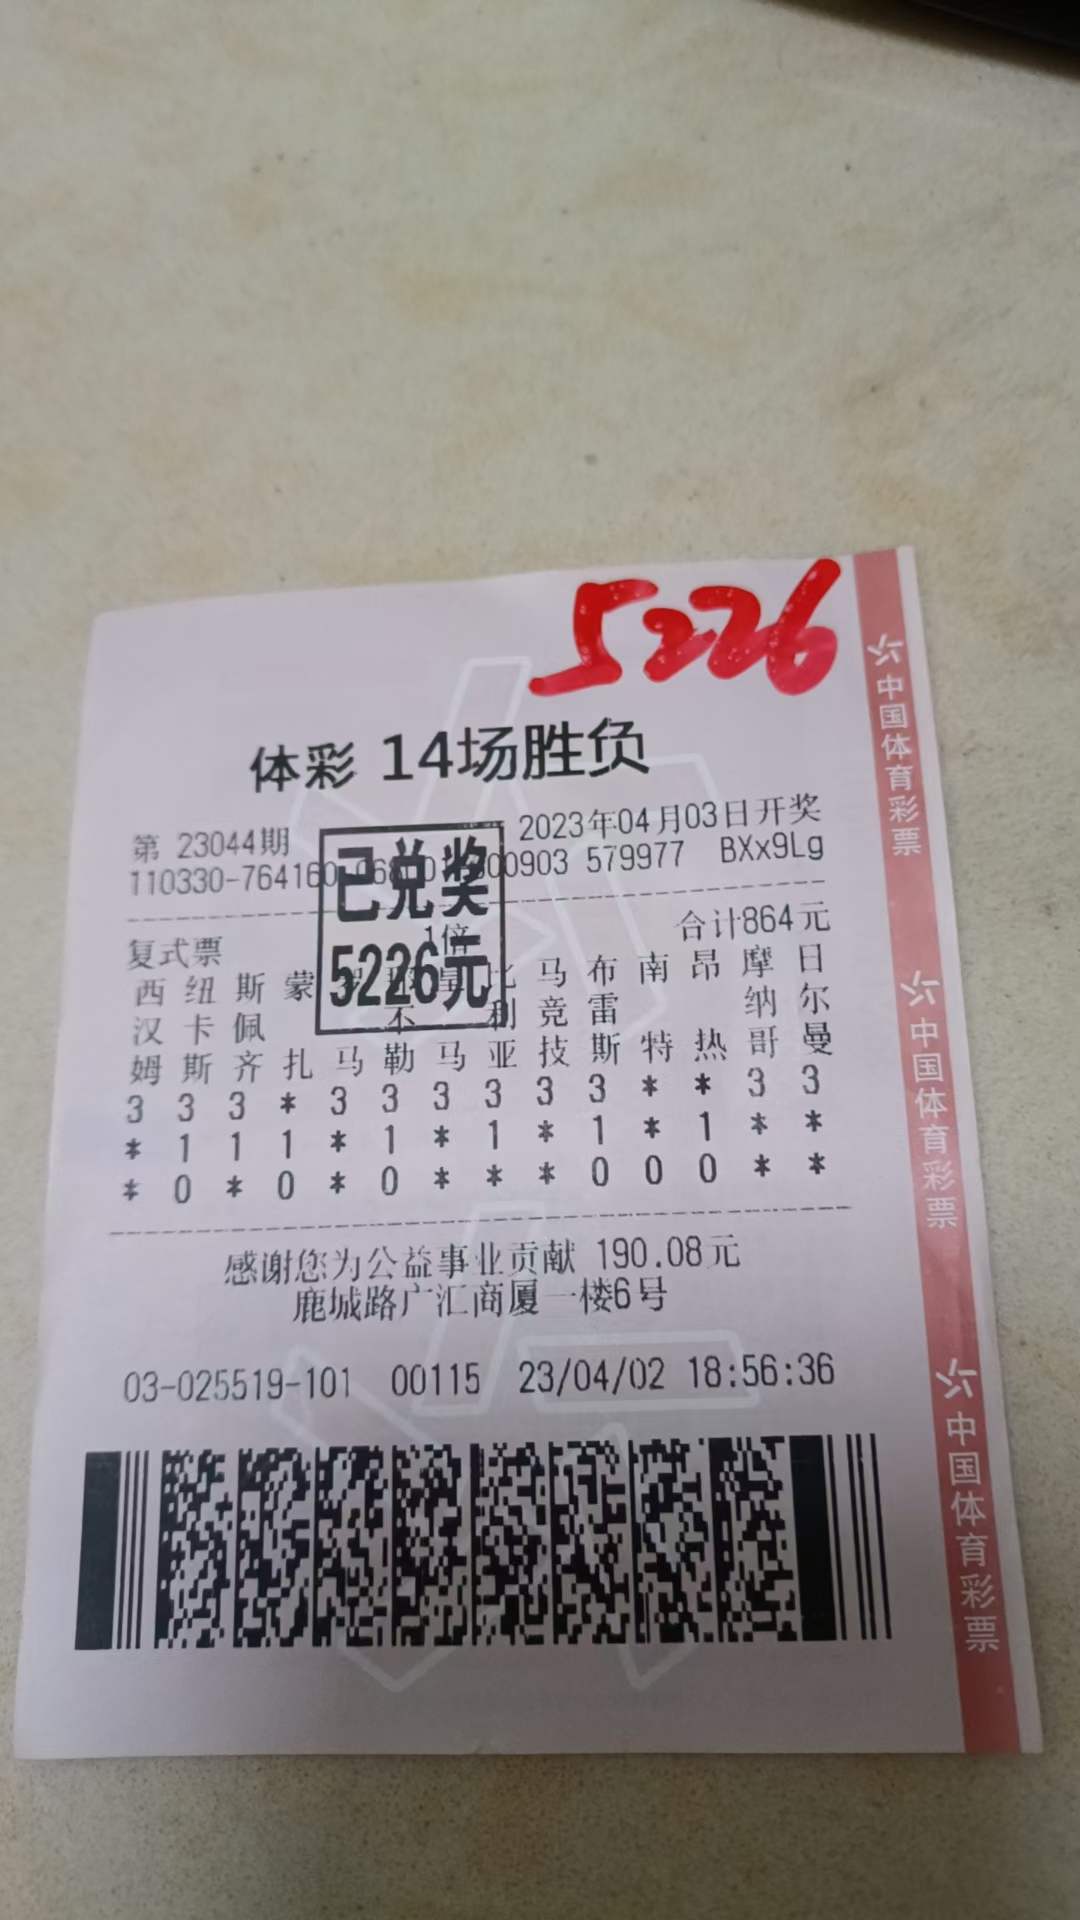 5226
体彩 14场胜负
第 23044期
2023年04月03日开奖
110330-764160 579977 BXx9Lg
已兑奖
5226元
复式票 1倍 合计864元
西 纽 斯 蒙 皇 比 马 布 南 昂 摩 日
汉 卡 佩 不 利 竞 雷 纳 尔
姆 斯 齐 扎 马 勒 马 亚 技 斯 特 热 哥 曼
3 3 3 * 3 3 3 3 3 3 * * 3 3
* 1 1 1 * 1 * 1 * 1 * 1 * *
* 0 * 0 * 0 * * * 0 0 0 * *
感谢您为公益事业贡献 190.08元
鹿城路广汇商厦一楼6号
03-025519-101 00115 23/04/02 18:56:36
中国体育彩票
中国体育彩票
中国体育彩票